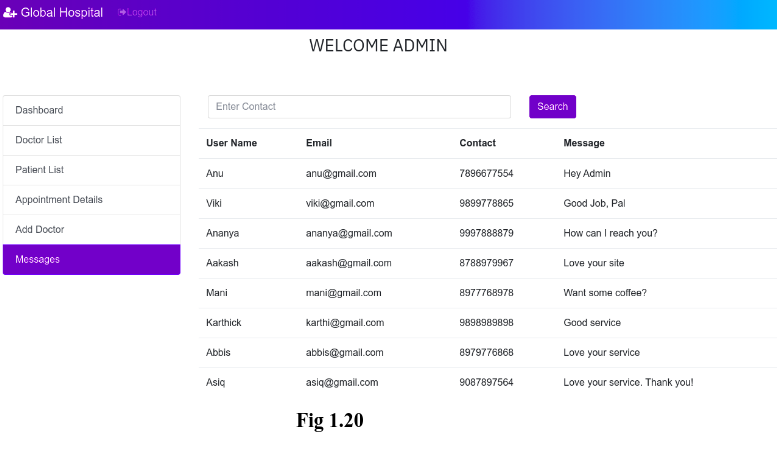 Global Hospital Logout
WELCOME ADMIN
Dashboard
Doctor List
Patient List
Appointment Details
Add Doctor
Messages
Enter Contact Search
User Name Email Contact Message
Anu anu@gmail.com 7896677554 Hey Admin
Viki viki@gmail.com 9899778865 Good Job, Pal
Ananya ananya@gmail.com 9997888879 How can I reach you?
Aakash aakash@gmail.com 8788979967 Love your site
Mani mani@gmail.com 8977768978 Want some coffee?
Karthick karthi@gmail.com 9898989898 Good service
Abbis abbis@gmail.com 8979776868 Love your service
Asiq asiq@gmail.com 9087897564 Love your service. Thank you!
Fig 1.20